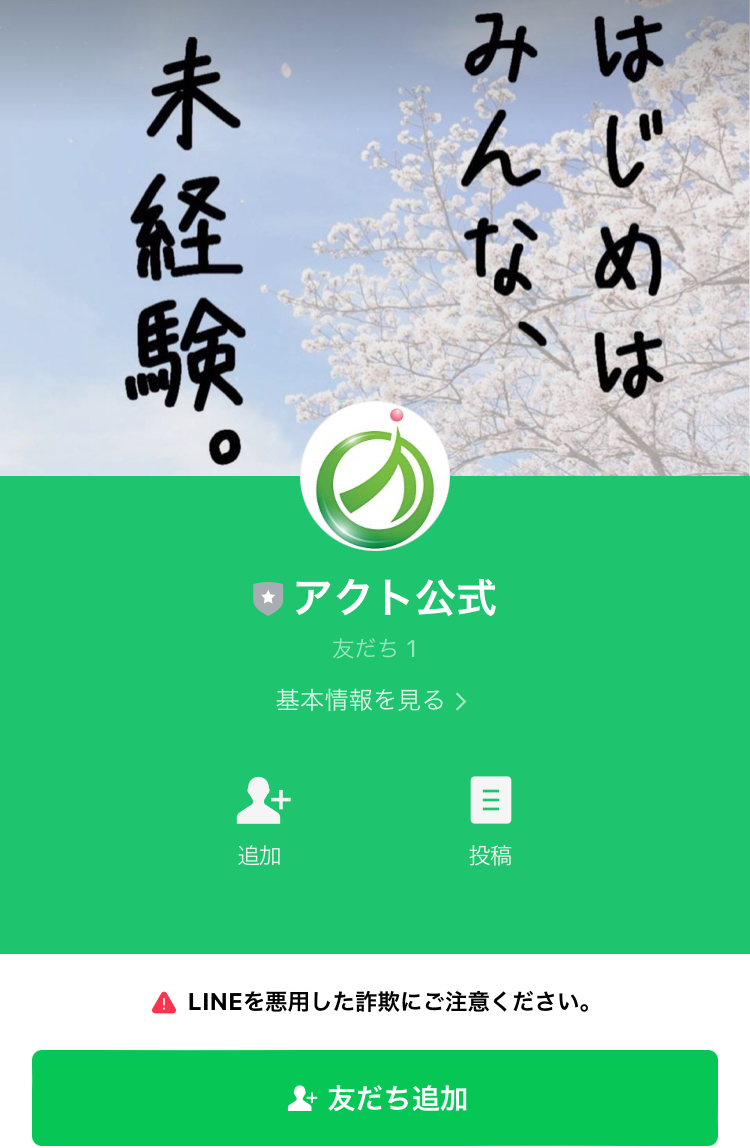 はじめは
みんな、
未経験。
アクト公式
友だち 1
基本情報を見る
追加
投稿
LINEを悪用した詐欺にご注意ください。
友だち追加